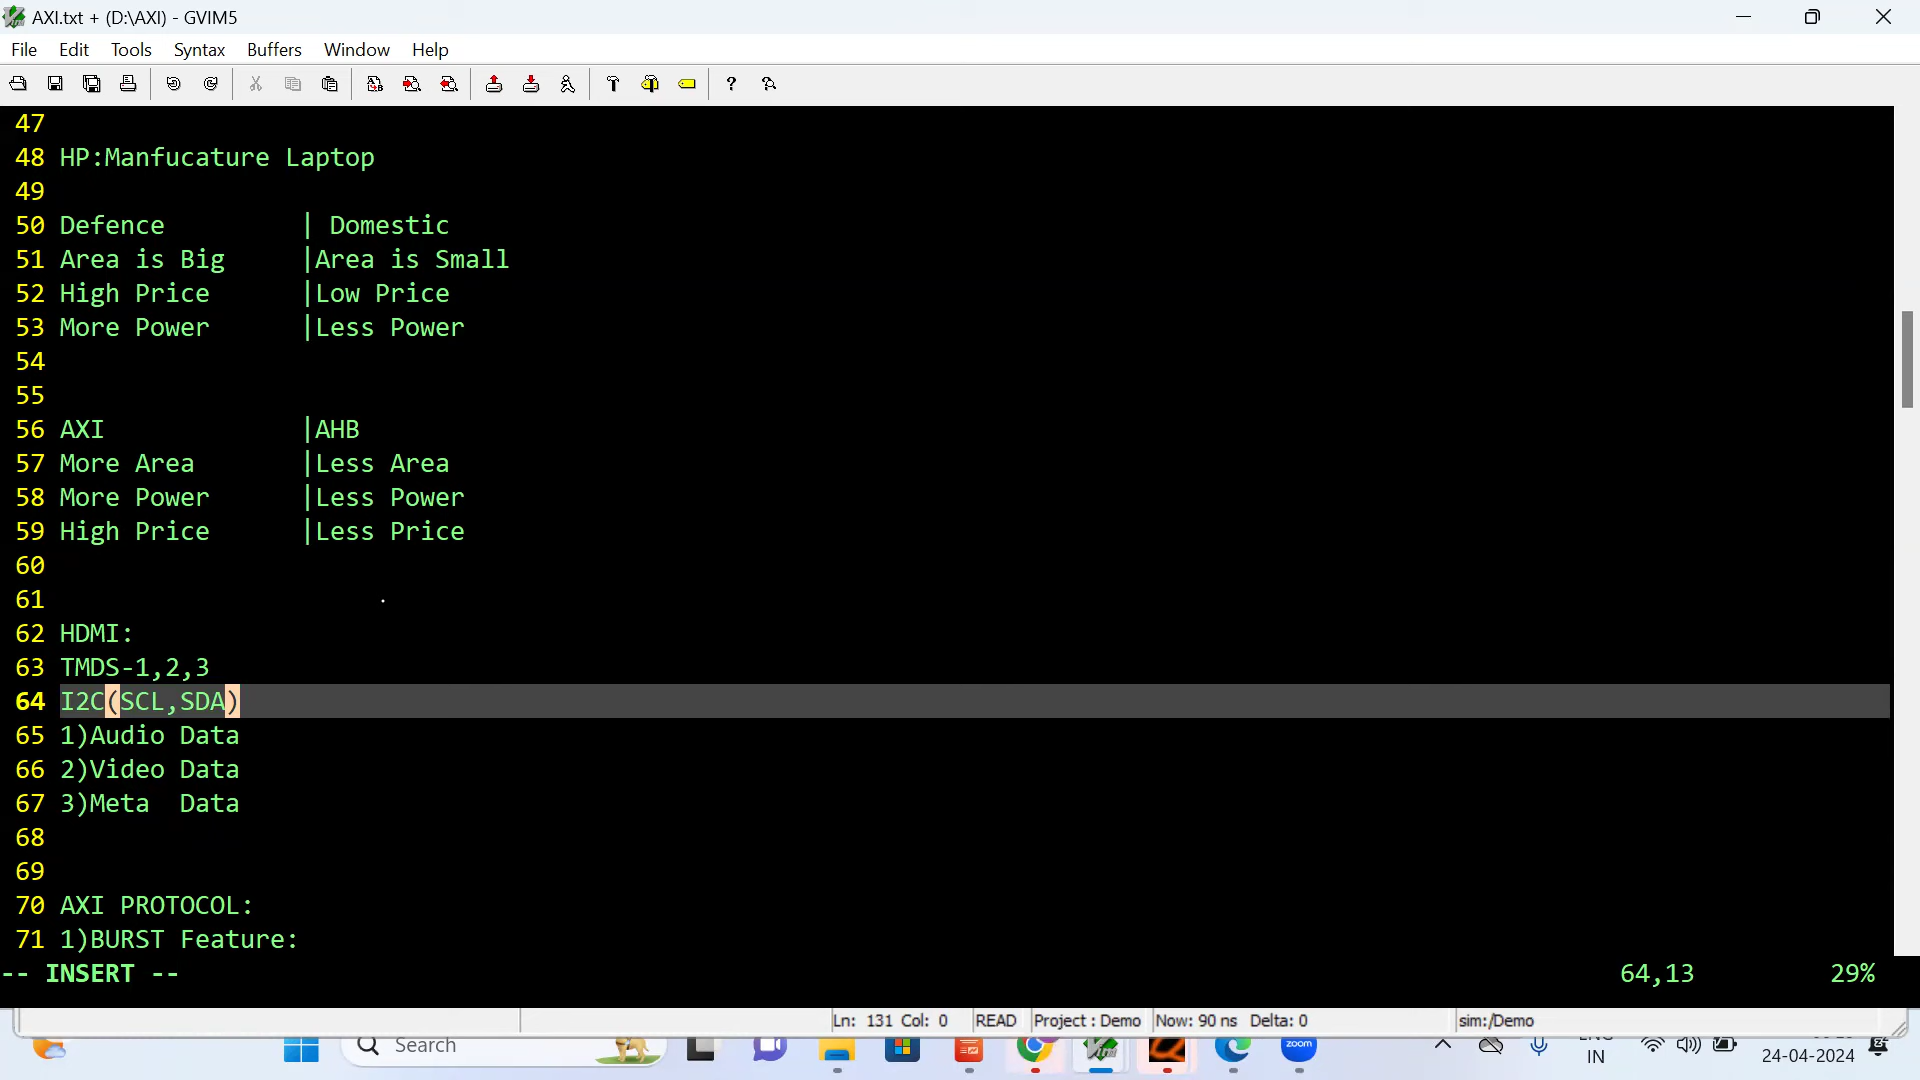 AXI.txt + (D:\AXI) - GVIM5
File Edit Tools Syntax Buffers Window Help
47
48 HP:Manfucature Laptop
49
50 Defence | Domestic
51 Area is Big |Area is Small
52 High Price |Low Price
53 More Power |Less Power
54
55
56 AXI |AHB
57 More Area |Less Area
58 More Power |Less Power
59 High Price |Less Price
60
61
62 HDMI:
63 TMDS-1,2,3
64 I2C(SCL,SDA)
65 1)Audio Data
66 2)Video Data
67 3)Meta  Data
68
69
70 AXI PROTOCOL:
71 1)BURST Feature:
-- INSERT -- 64,13 29%
Ln: 131 Col: 0 READ Project : Demo Now: 90 ns Delta: 0 sim:/Demo
Search zoom IN 24-04-2024